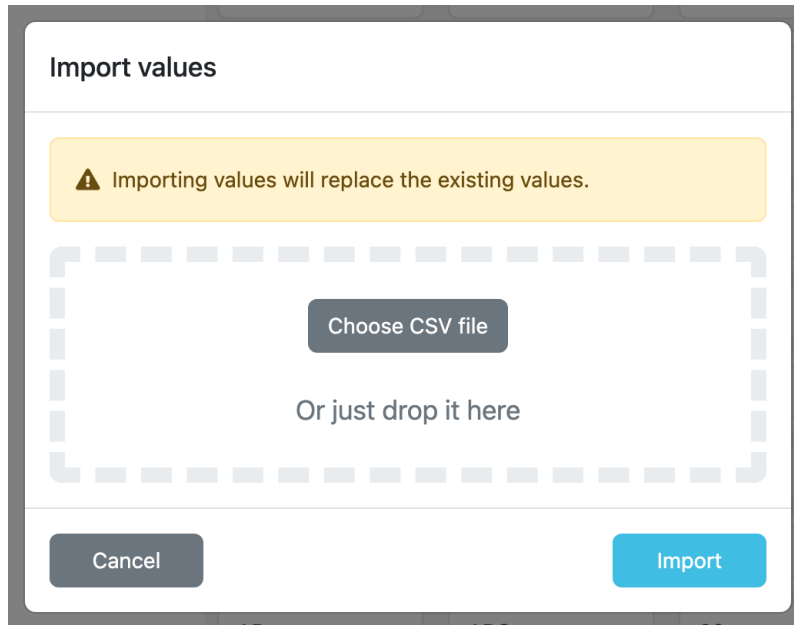 Import values
Importing values will replace the existing values.
Choose CSV file
Or just drop it here
Cancel
Import